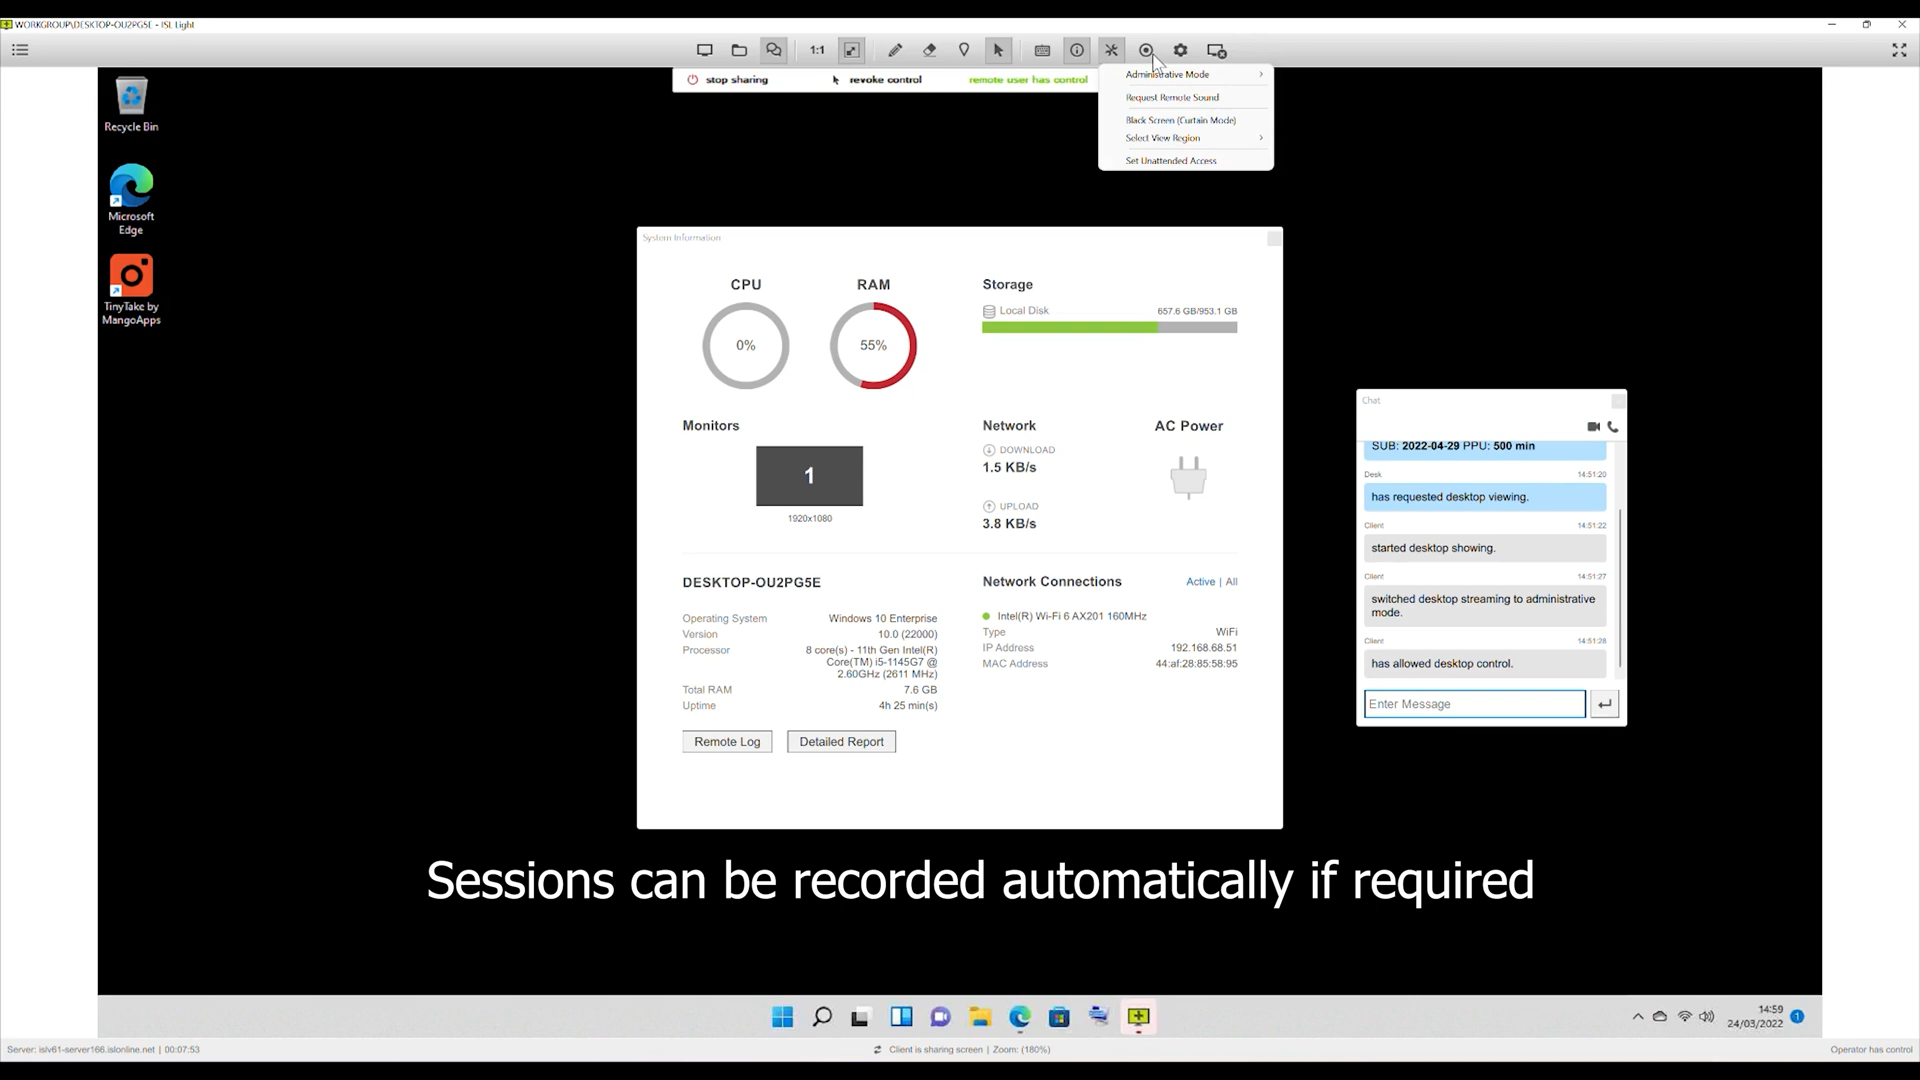 WORKGROUP\DESKTOP-OU2PG5E - ISL Light
1:1
stop sharing
revoke control
remote user has control
Administrative Mode
Request Remote Sound
Black Screen (Curtain Mode)
Select View Region
Set Unattended Access
Recycle Bin
Microsoft
Edge
TinyTake by
MangoApps
System Information
CPU
RAM
Storage
0%
55%
Local Disk
657.6 GB/953.1 GB
Monitors
1
1920x1080
Network
DOWNLOAD
1.5 KB/s
UPLOAD
3.8 KB/s
AC Power
DESKTOP-OU2PG5E
Operating System Windows 10 Enterprise
Version 10.0 (22000)
Processor 8 core(s) - 11th Gen Intel(R)
Core(TM) i5-1145G7 @
2.60GHz (2611 MHz)
Total RAM 7.6 GB
Uptime 4h 25 min(s)
Remote Log
Detailed Report
Network Connections Active | All
Intel(R) Wi-Fi 6 AX201 160MHz
Type WiFi
IP Address 192.168.68.51
MAC Address 44:af:28:85:58:95
Chat
SUB: 2022-04-29 PPU: 500 min
Desk 14:51:20
has requested desktop viewing.
Client 14:51:22
started desktop showing.
Client 14:51:27
switched desktop streaming to administrative
mode.
Client 14:51:28
has allowed desktop control.
Enter Message
Sessions can be recorded automatically if required
14:59
24/03/2022
1
Server: islv61-server166.islonline.net | 00:07:53
Client is sharing screen | Zoom: (180%)
Operator has control